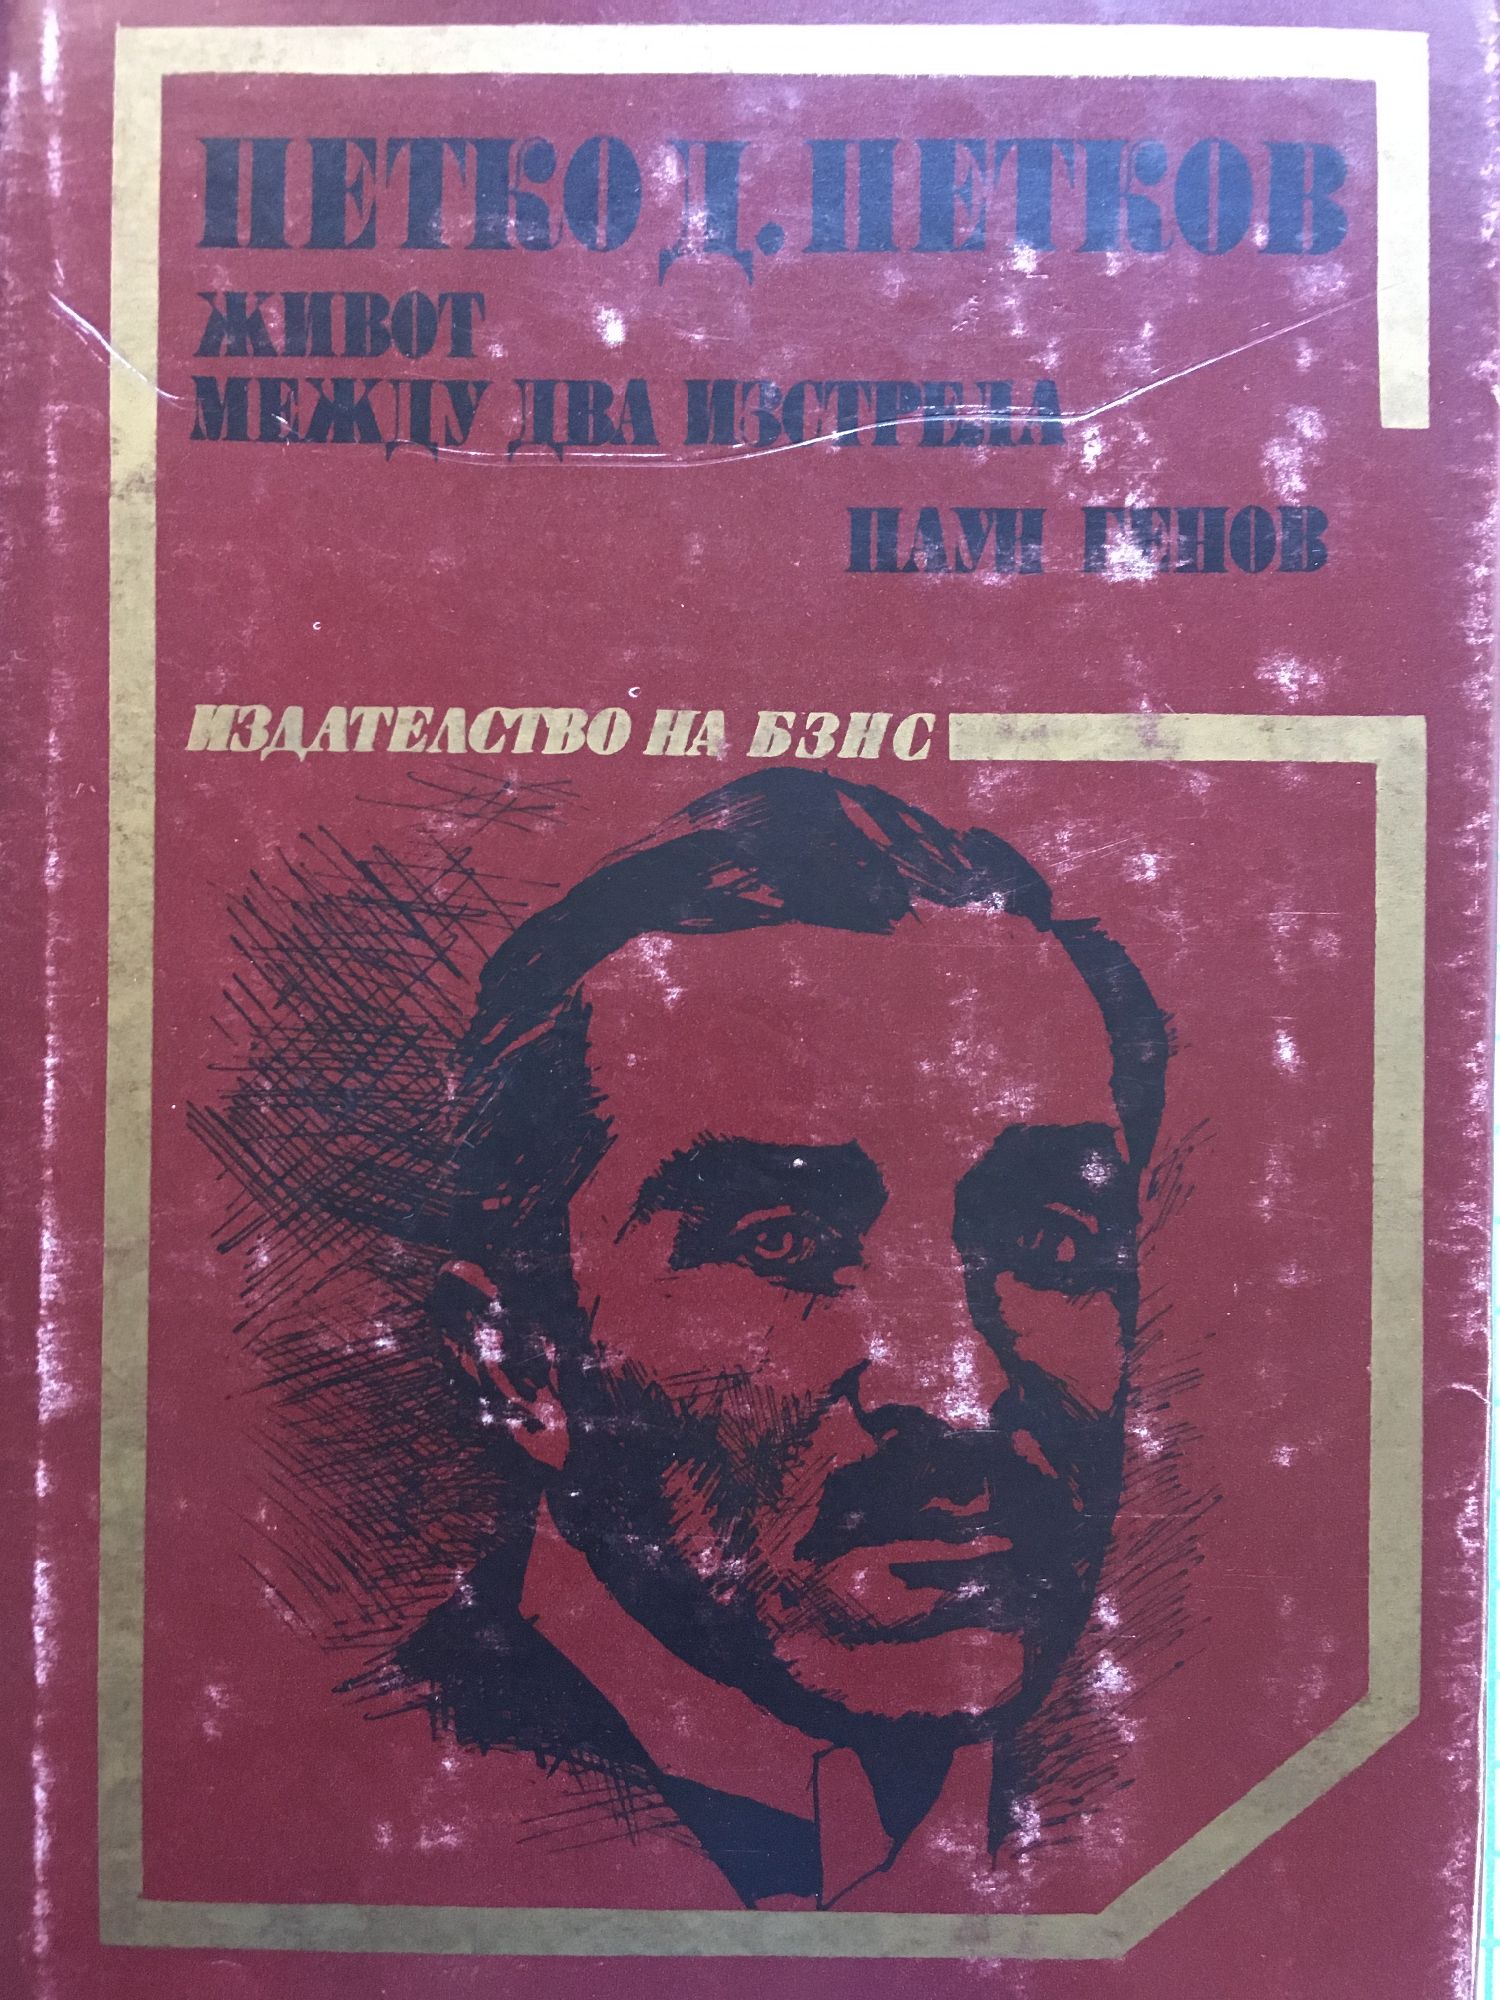 ПЕТКО Д. ПЕТКОВ
ЖИВОТ
МЕЖДУ ДВА ИЗСТРЕЛА
ПАУН ГЕНОВ
ИЗДАТЕЛСТВО НА БЗНС